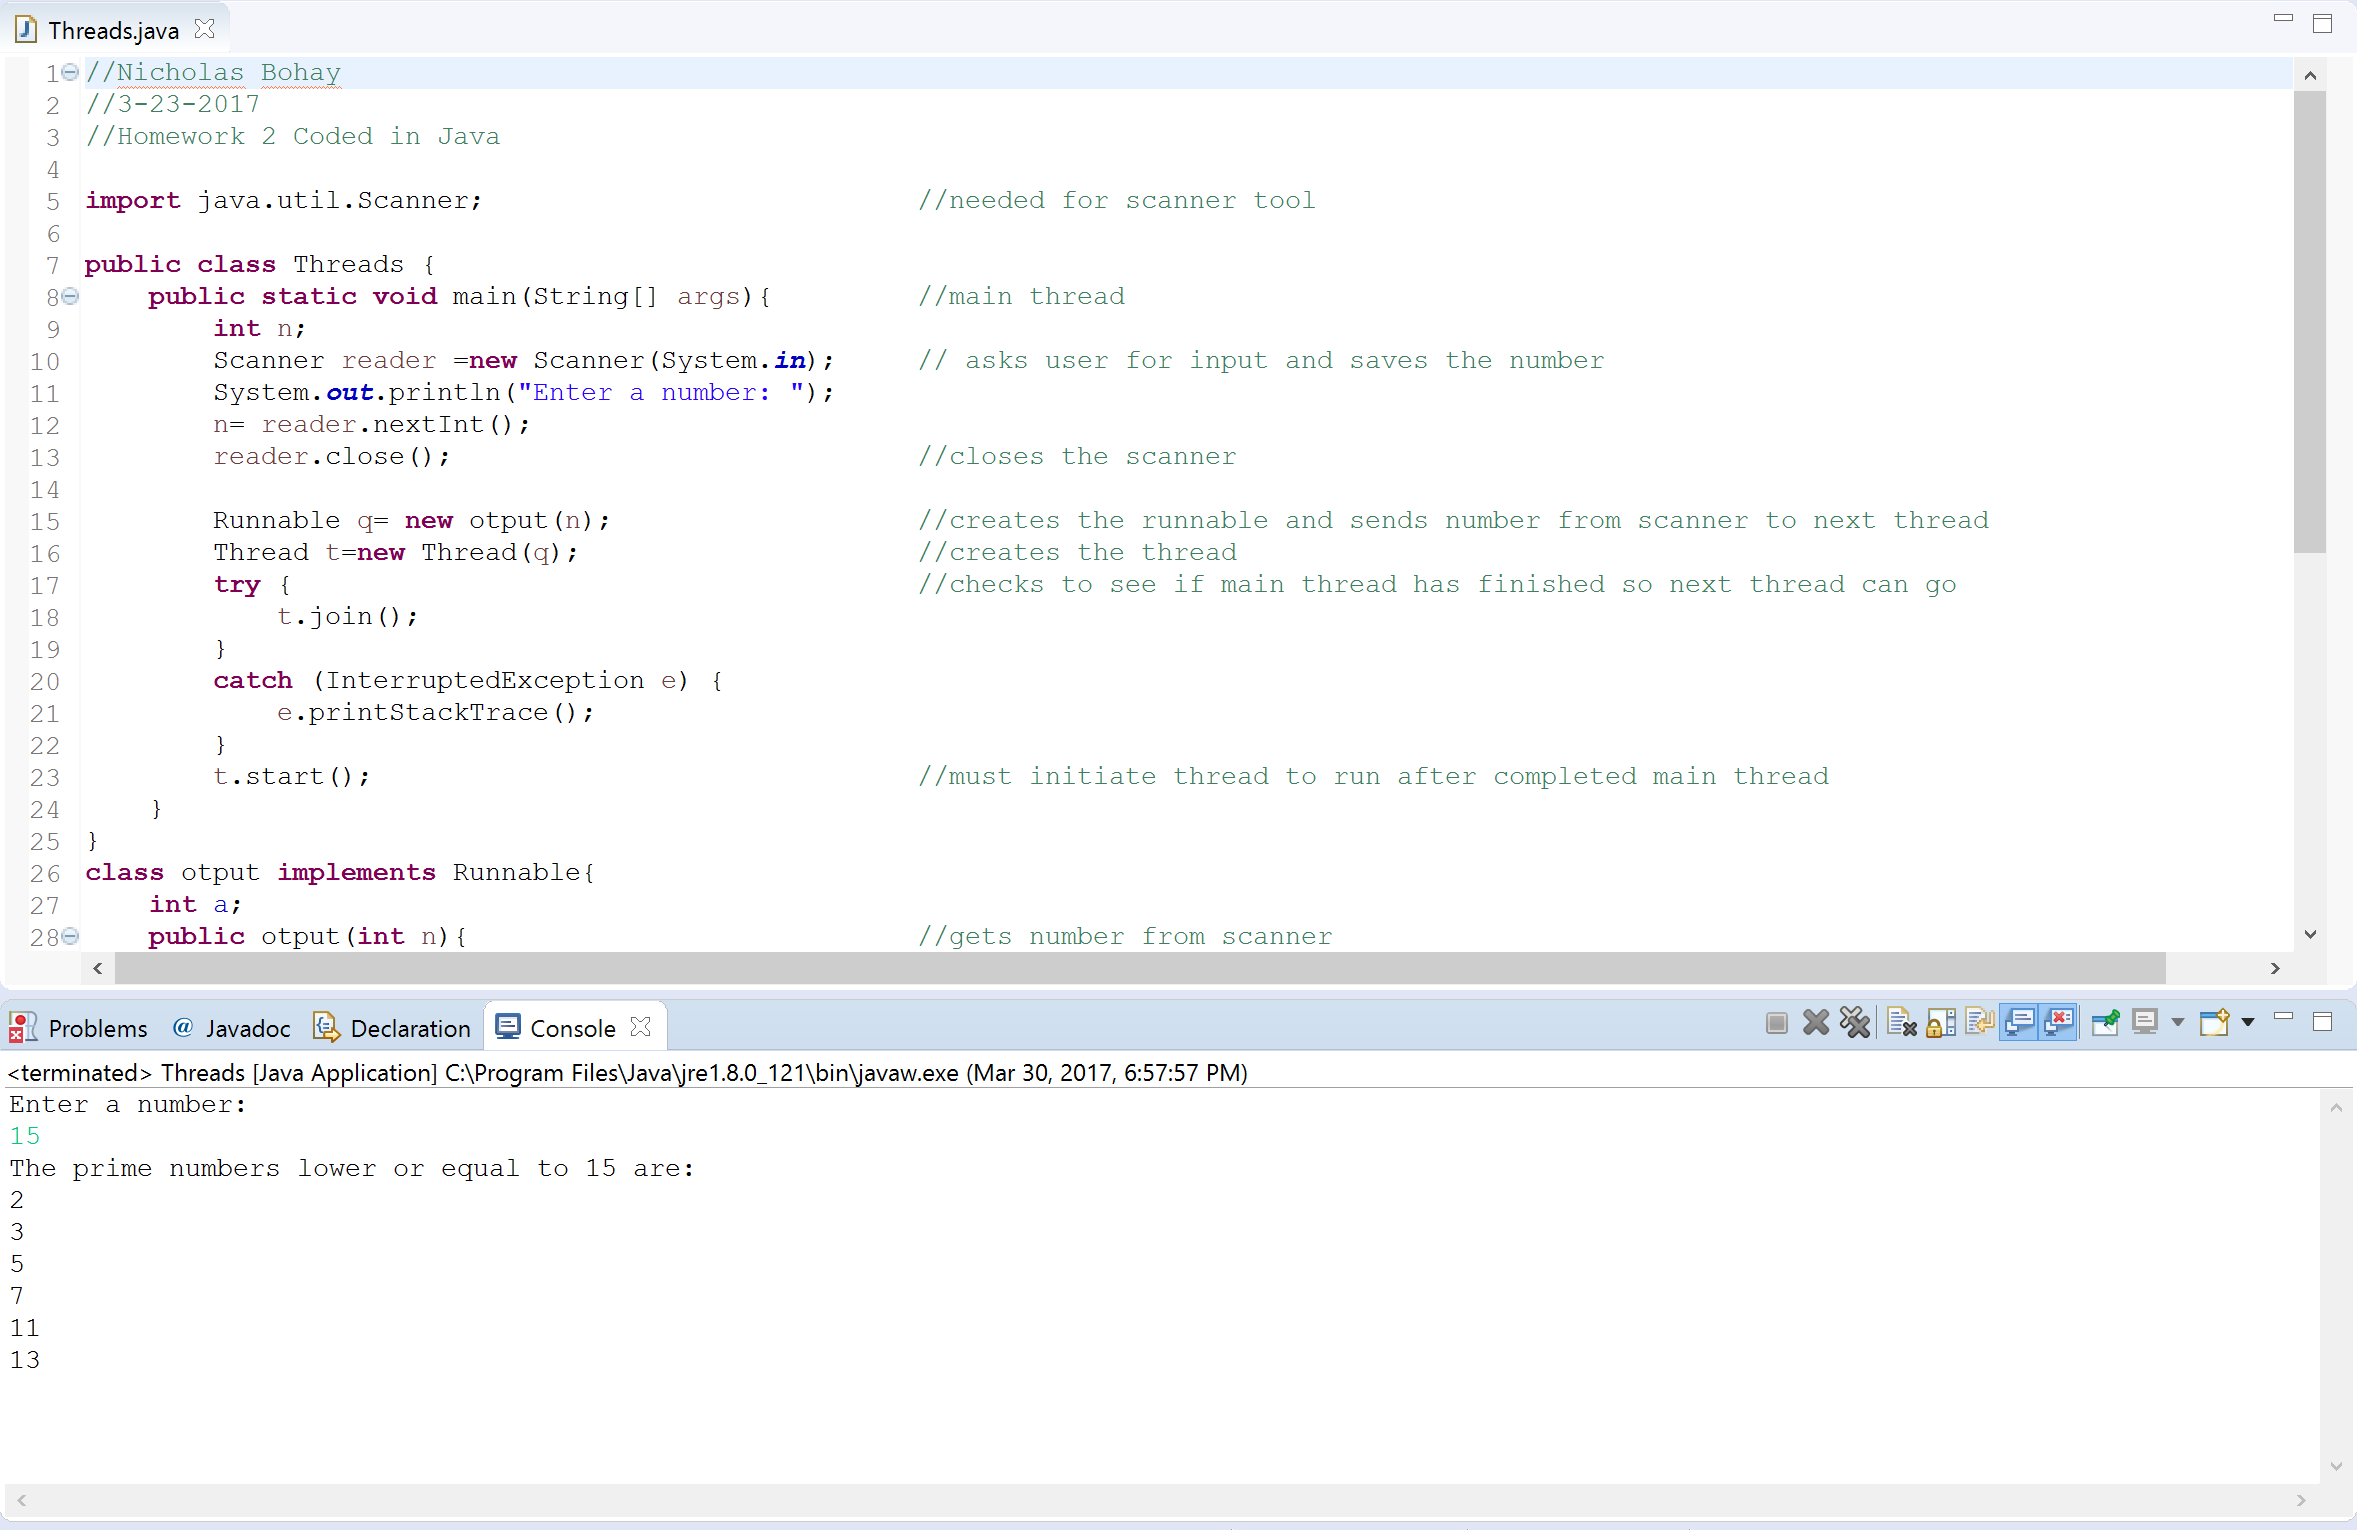 Threads.java
1 //Nicholas Bohay
2 //3-23-2017
3 //Homework 2 Coded in Java
4
5 import java.util.Scanner; //needed for scanner tool
6
7 public class Threads {
8 public static void main(String[] args){ //main thread
9 int n;
10 Scanner reader =new Scanner(System.in); // asks user for input and saves the number
11 System.out.println("Enter a number: ");
12 n= reader.nextInt();
13 reader.close(); //closes the scanner
14
15 Runnable q= new otput(n); //creates the runnable and sends number from scanner to next thread
16 Thread t=new Thread(q); //creates the thread
17 try { //checks to see if main thread has finished so next thread can go
18 t.join();
19 }
20 catch (InterruptedException e) {
21 e.printStackTrace();
22 }
23 t.start(); //must initiate thread to run after completed main thread
24 }
25 }
26 class otput implements Runnable{
27 int a;
28 public otput(int n){ //gets number from scanner
Problems @ Javadoc Declaration Console
<terminated> Threads [Java Application] C:\Program Files\Java\jre1.8.0_121\bin\javaw.exe (Mar 30, 2017, 6:57:57 PM)
Enter a number:
15
The prime numbers lower or equal to 15 are:
2
3
5
7
11
13